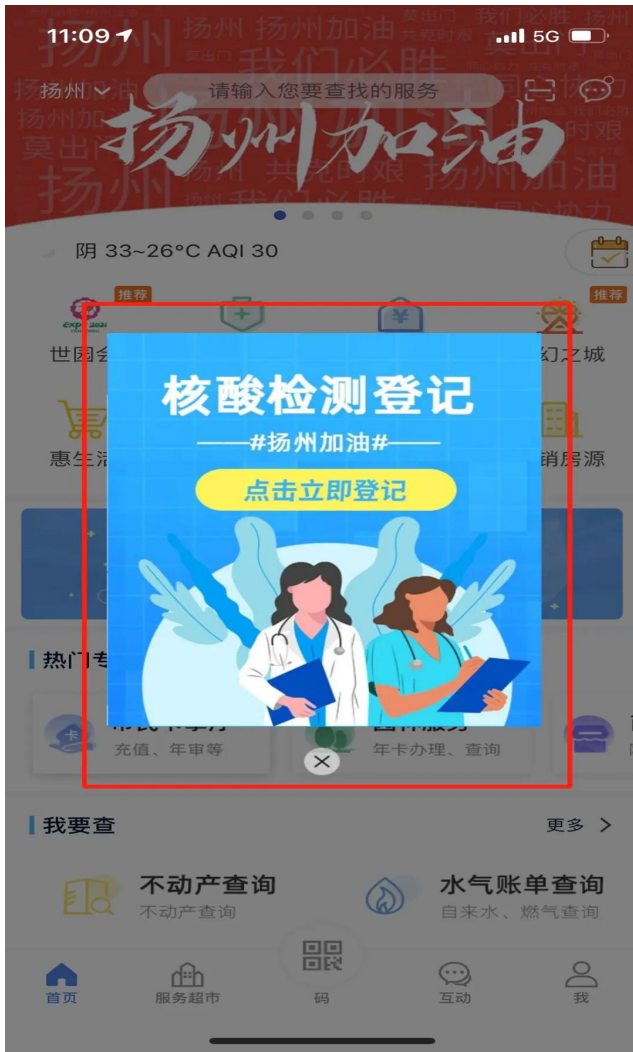 11:09
5G
扬州
请输入您要查找的服务
扬州加油
阴 33~26°C AQI 30
推荐
推荐
EXPO 2021
世园会
幻之城
核酸检测登记
——#扬州加油#——
点击立即登记
惠生活
销房源
热门专
充值、年审等
年卡办理、查询
我要查
更多
不动产查询
不动产查询
水气账单查询
自来水、燃气查询
首页
服务超市
码
互动
我